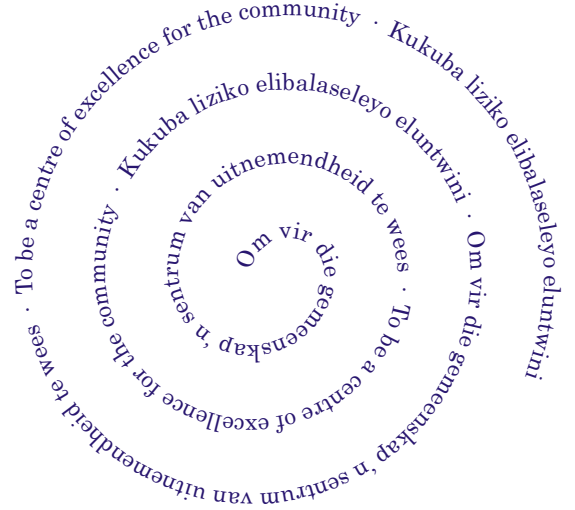 Om vir die gemeenskap 'n sentrum van uitnemendheid te wees · To be a centre of excellence for the community · Kukuba liziko elibalaseleyo eluntwini · Om vir die gemeenskap 'n sentrum van uitnemendheid te wees · To be a centre of excellence for the community · Kukuba liziko elibalaseleyo eluntwini